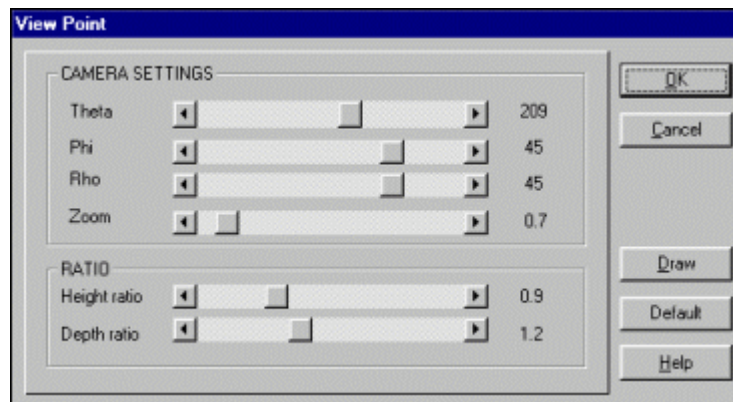 View Point
CAMERA SETTINGS
Theta 209
Phi 45
Rho 45
Zoom 0.7
RATIO
Height ratio 0.9
Depth ratio 1.2
OK
Cancel
Draw
Default
Help